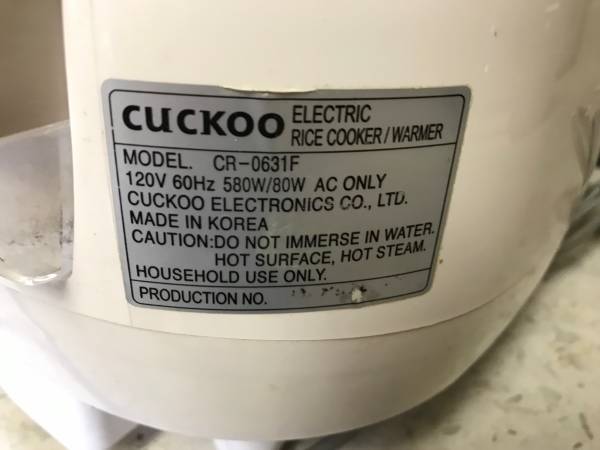 CUCKOO ELECTRIC RICE COOKER/WARMER
MODEL. CR-0631F
120V 60Hz 580W/80W AC ONLY
CUCKOO ELECTRONICS CO., LTD.
MADE IN KOREA
CAUTION:DO NOT IMMERSE IN WATER.
HOT SURFACE, HOT STEAM.
HOUSEHOLD USE ONLY.
PRODUCTION NO.